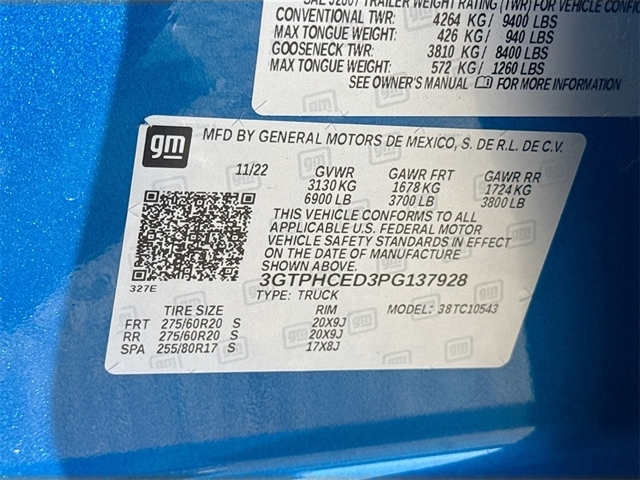 SAE J2807 TRAILER WEIGHT RATING (TWR) FOR VEHICLE CONFIG
CONVENTIONAL TWR: 4264 KG/ 9400 LBS
MAX TONGUE WEIGHT: 426 KG/ 940 LBS
GOOSENECK TWR: 3810 KG/ 8400 LBS
MAX TONGUE WEIGHT: 572 KG/ 1260 LBS
SEE OWNER'S MANUAL FOR MORE INFORMATION
gm MFD BY GENERAL MOTORS DE MEXICO, S. DE R.L. DE C.V.
11/22 GVWR GAWR FRT GAWR RR
3130 KG 1678 KG 1724 KG
6900 LB 3700 LB 3800 LB
THIS VEHICLE CONFORMS TO ALL
APPLICABLE U.S. FEDERAL MOTOR
VEHICLE SAFETY STANDARDS IN EFFECT
ON THE DATE OF MANUFACTURE
SHOWN ABOVE.
327E
3GTPHCED3PG137928
TYPE: TRUCK MODEL: 38TC10543
TIRE SIZE RIM
FRT 275/60R20 S 20X9J
RR 275/60R20 S 20X9J
SPA 255/80R17 S 17X8J